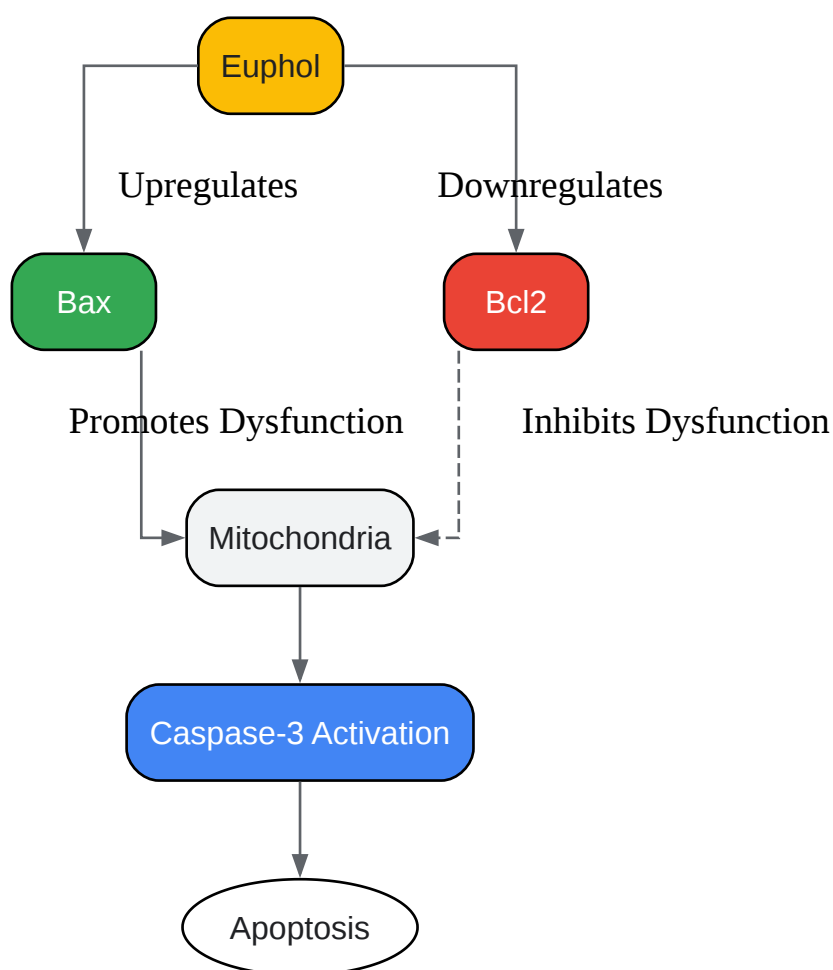 Euphol
Upregulates
Downregulates
Bax
Bcl2
Promotes Dysfunction
Inhibits Dysfunction
Mitochondria
Caspase-3 Activation
Apoptosis